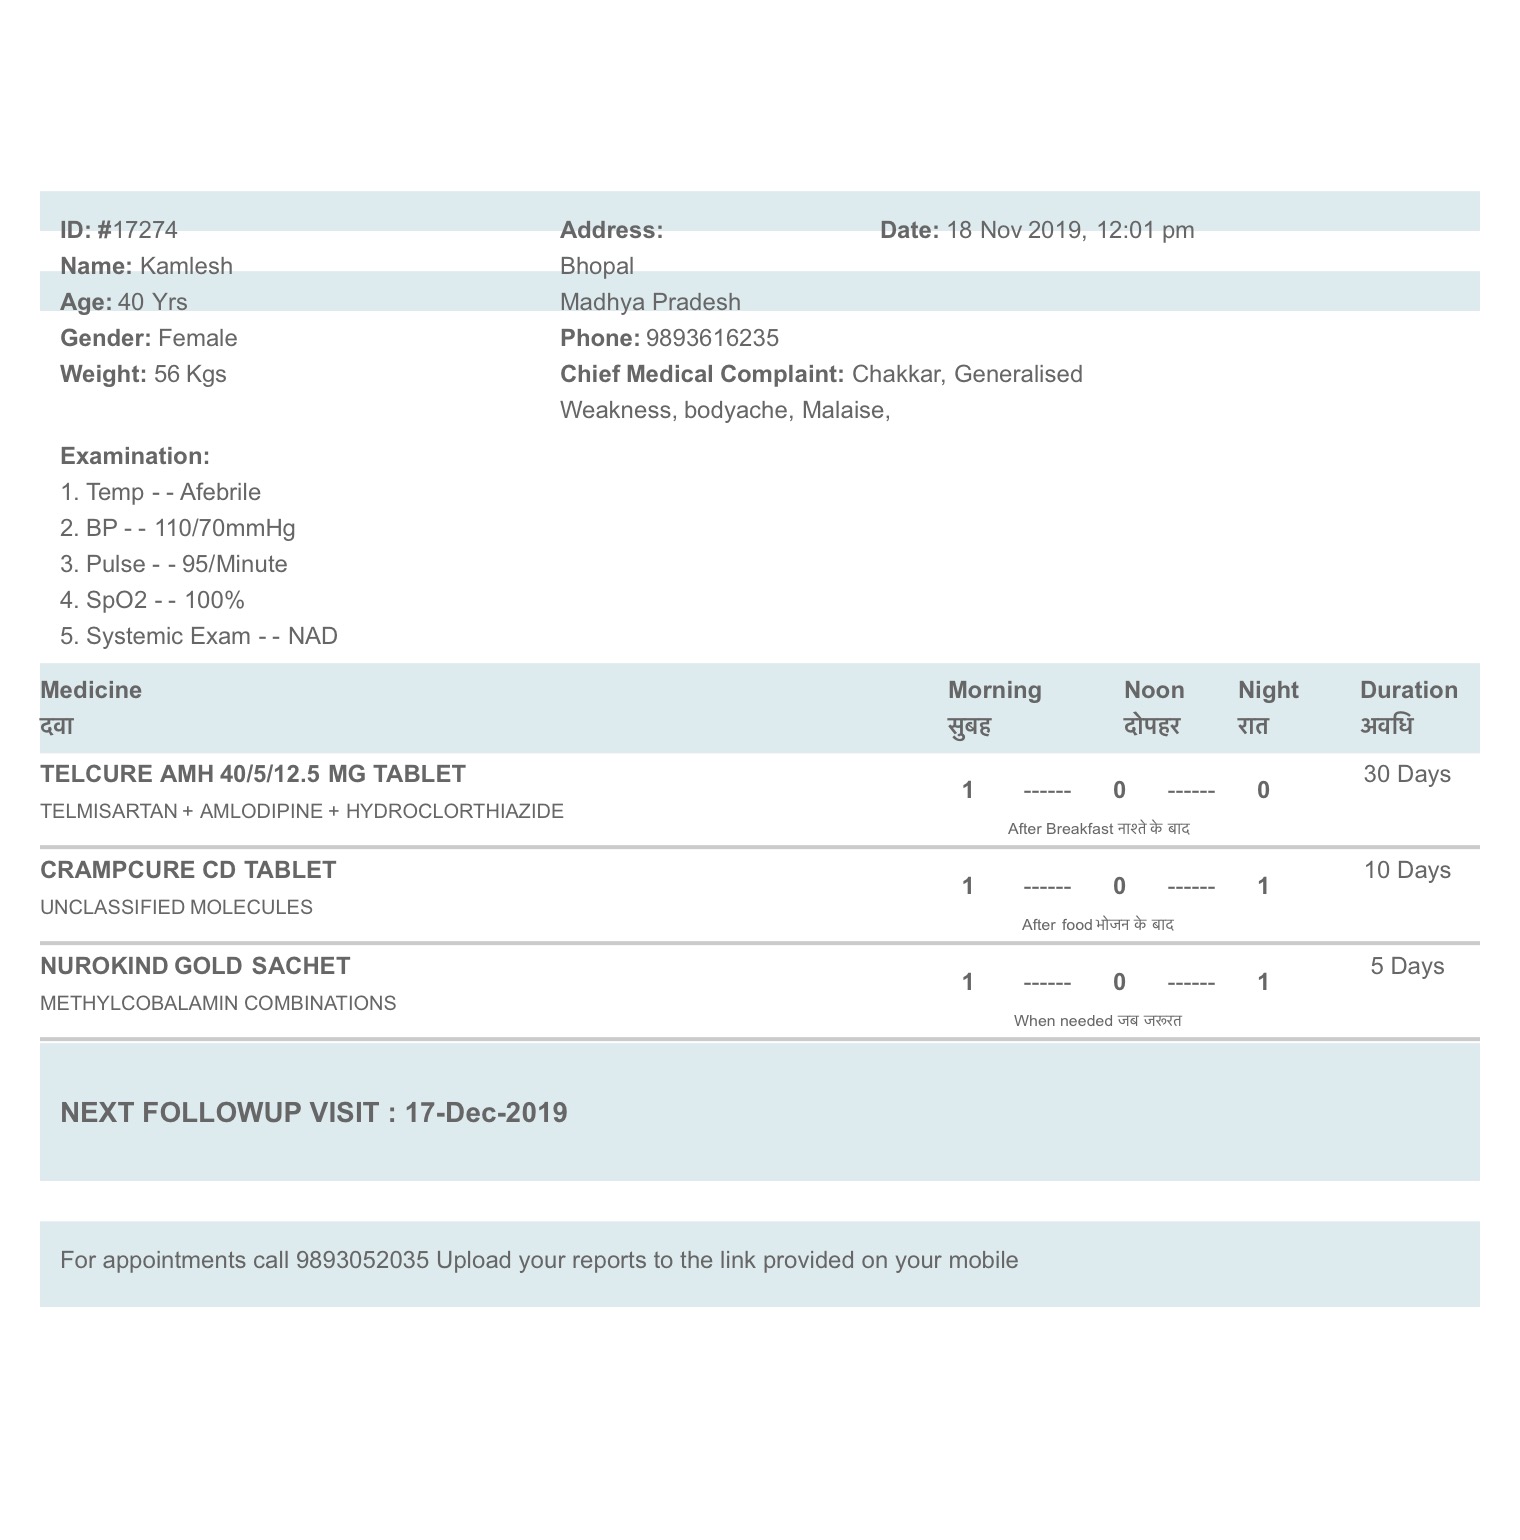 ID: #17274
Address:
Date: 18 Nov 2019, 12:01 pm
Name: Kamlesh
Bhopal
Age: 40 Yrs
Madhya Pradesh
Gender: Female
Phone: 9893616235
Weight: 56 Kgs
Chief Medical Complaint: Chakkar, Generalised
Weakness, bodyache, Malaise,
Examination:
1. Temp - - Afebrile
2. BP - - 110/70mmHg
3. Pulse - - 95/Minute
4. SpO2 - - 100%
5. Systemic Exam - - NAD
Medicine Morning Noon Night Duration
दवा सुबह दोपहर रात अवधि
TELCURE AMH 40/5/12.5 MG TABLET 30 Days
1 ------ 0 ------ 0
TELMISARTAN + AMLODIPINE + HYDROCLORTHIAZIDE
After Breakfast नाश्ते के बाद
CRAMPCURE CD TABLET 10 Days
1 ------ 0 ------ 1
UNCLASSIFIED MOLECULES
After food भोजन के बाद
NUROKIND GOLD SACHET 5 Days
1 ------ 0 ------ 1
METHYLCOBALAMIN COMBINATIONS
When needed जब जरूरत
NEXT FOLLOWUP VISIT : 17-Dec-2019
For appointments call 9893052035 Upload your reports to the link provided on your mobile